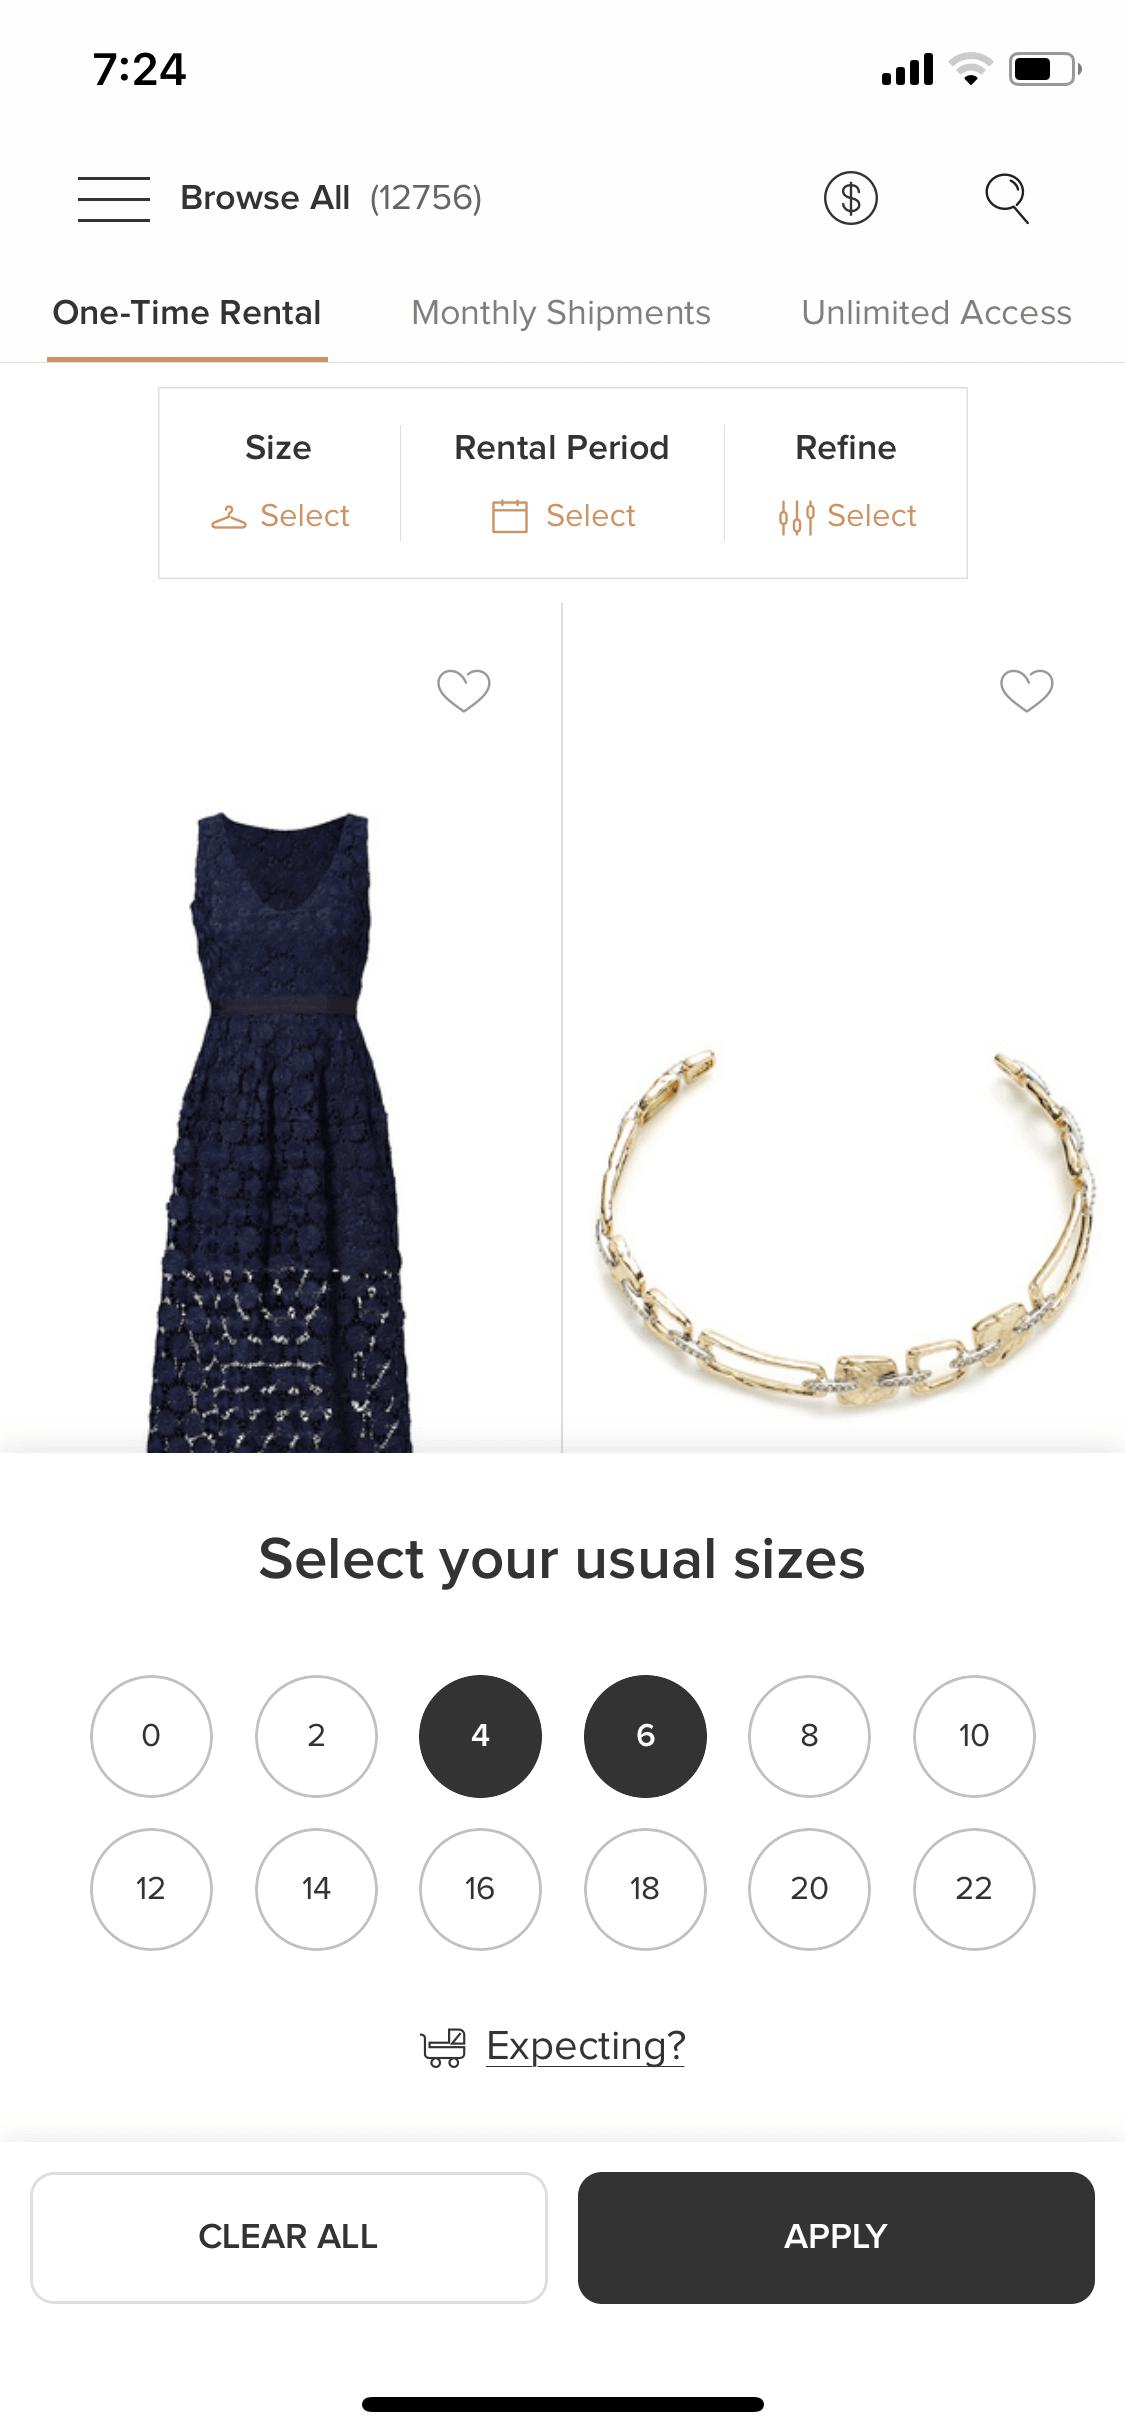 7:24
Browse All (12756)
One-Time Rental Monthly Shipments Unlimited Access
Size Rental Period Refine
Select Select Select
Select your usual sizes
0 2 4 6 8 10
12 14 16 18 20 22
Expecting?
CLEAR ALL APPLY